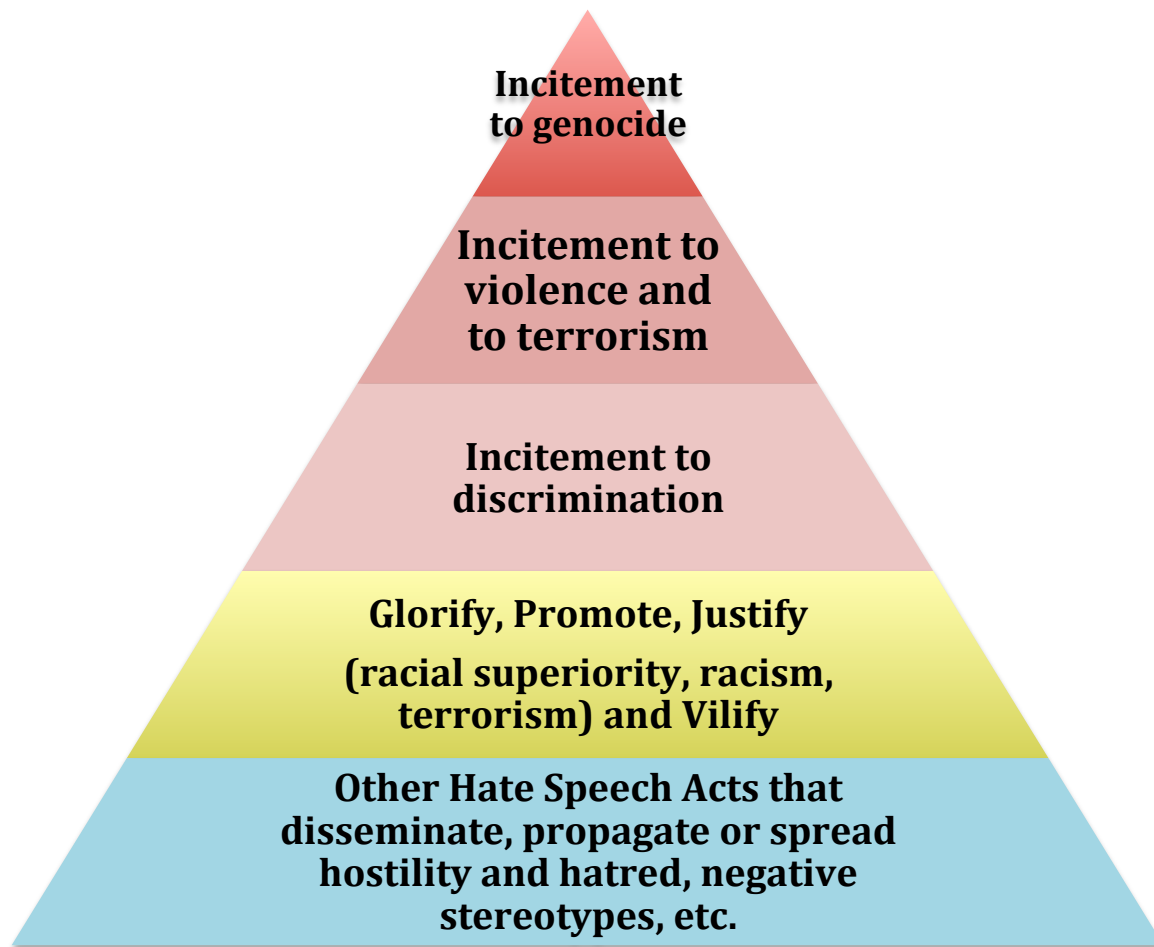 Incitement
to genocide
Incitement to
violence and
to terrorism
Incitement to
discrimination
Glorify, Promote, Justify
(racial superiority, racism,
terrorism) and Vilify
Other Hate Speech Acts that
disseminate, propagate or spread
hostility and hatred, negative
stereotypes, etc.